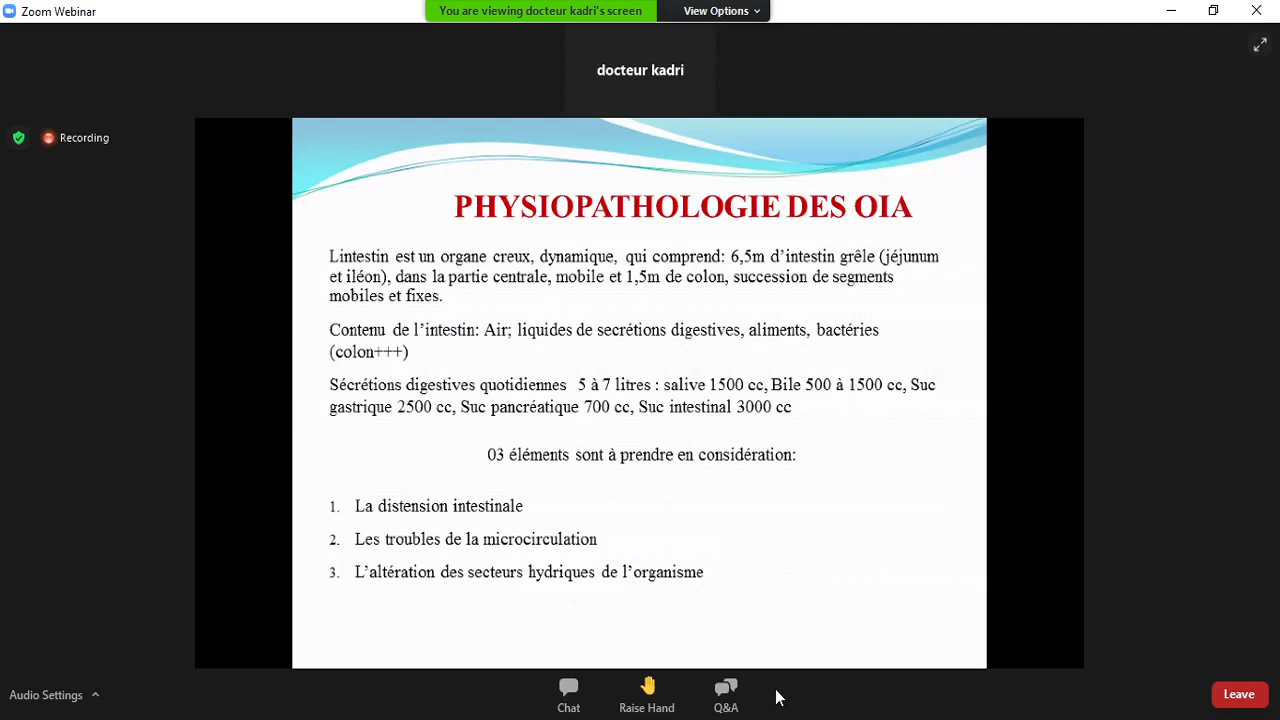 Zoom Webinar
You are viewing docteur kadri's screen
View Options
docteur kadri
Recording
PHYSIOPATHOLOGIE DES OIA
Lintestin est un organe creux, dynamique, qui comprend: 6,5m d'intestin grêle (jéjunum
et iléon), dans la partie centrale, mobile et 1,5m de colon, succession de segments
mobiles et fixes.
Contenu de l'intestin: Air; liquides de secrétions digestives, aliments, bactéries
(colon+++)
Sécrétions digestives quotidiennes 5 à 7 litres : salive 1500 cc, Bile 500 à 1500 cc, Suc
gastrique 2500 cc, Suc pancréatique 700 cc, Suc intestinal 3000 cc
03 éléments sont à prendre en considération:
1. La distension intestinale
2. Les troubles de la microcirculation
3. L'altération des secteurs hydriques de l'organisme
Audio Settings
Chat
Raise Hand
Q&A
Leave